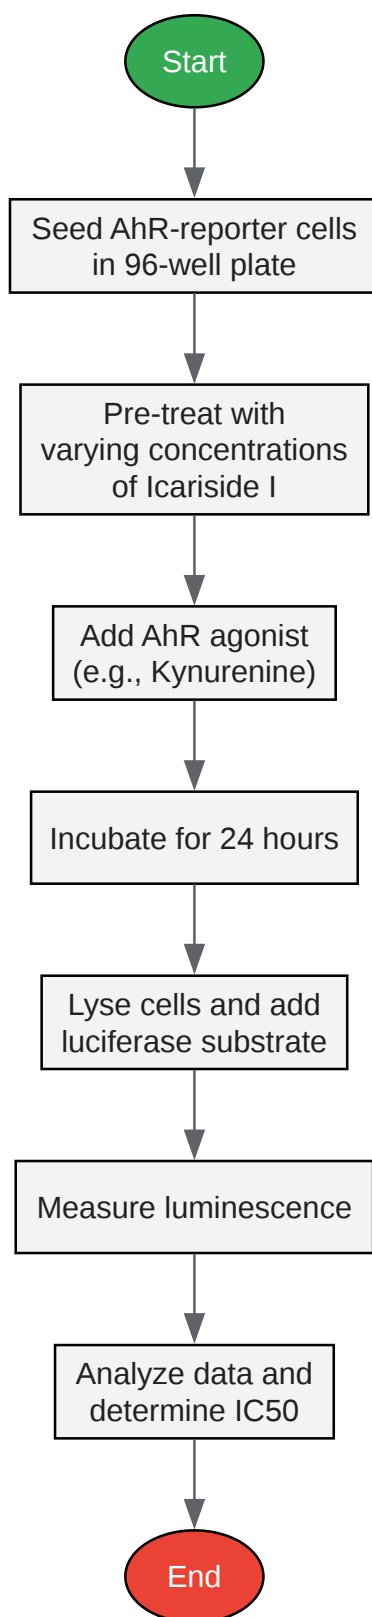 Start
Seed AhR-reporter cells
in 96-well plate
Pre-treat with
varying concentrations
of Icariside I
Add AhR agonist
(e.g., Kynurenine)
Incubate for 24 hours
Lyse cells and add
luciferase substrate
Measure luminescence
Analyze data and
determine IC50
End